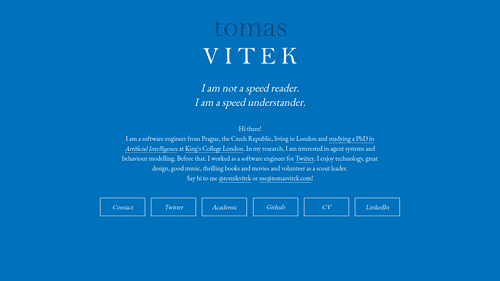 tomas
VITEK
I am not a speed reader.
I am a speed understander.
Hi there!
I am a software engineer from Prague, the Czech Republic, living in London and studying a PhD in
Artificial Intelligence at King's College London. In my research, I am interested in agent systems and
behaviour modelling. Before that, I worked as a software engineer for Twitter. I enjoy technology, great
design, good music, thrilling books and movies and volunteer as a scout leader.
Say hi to me @tomikvitek or me@tomasvitek.com!
Contact
Twitter
Academic
Github
CV
LinkedIn